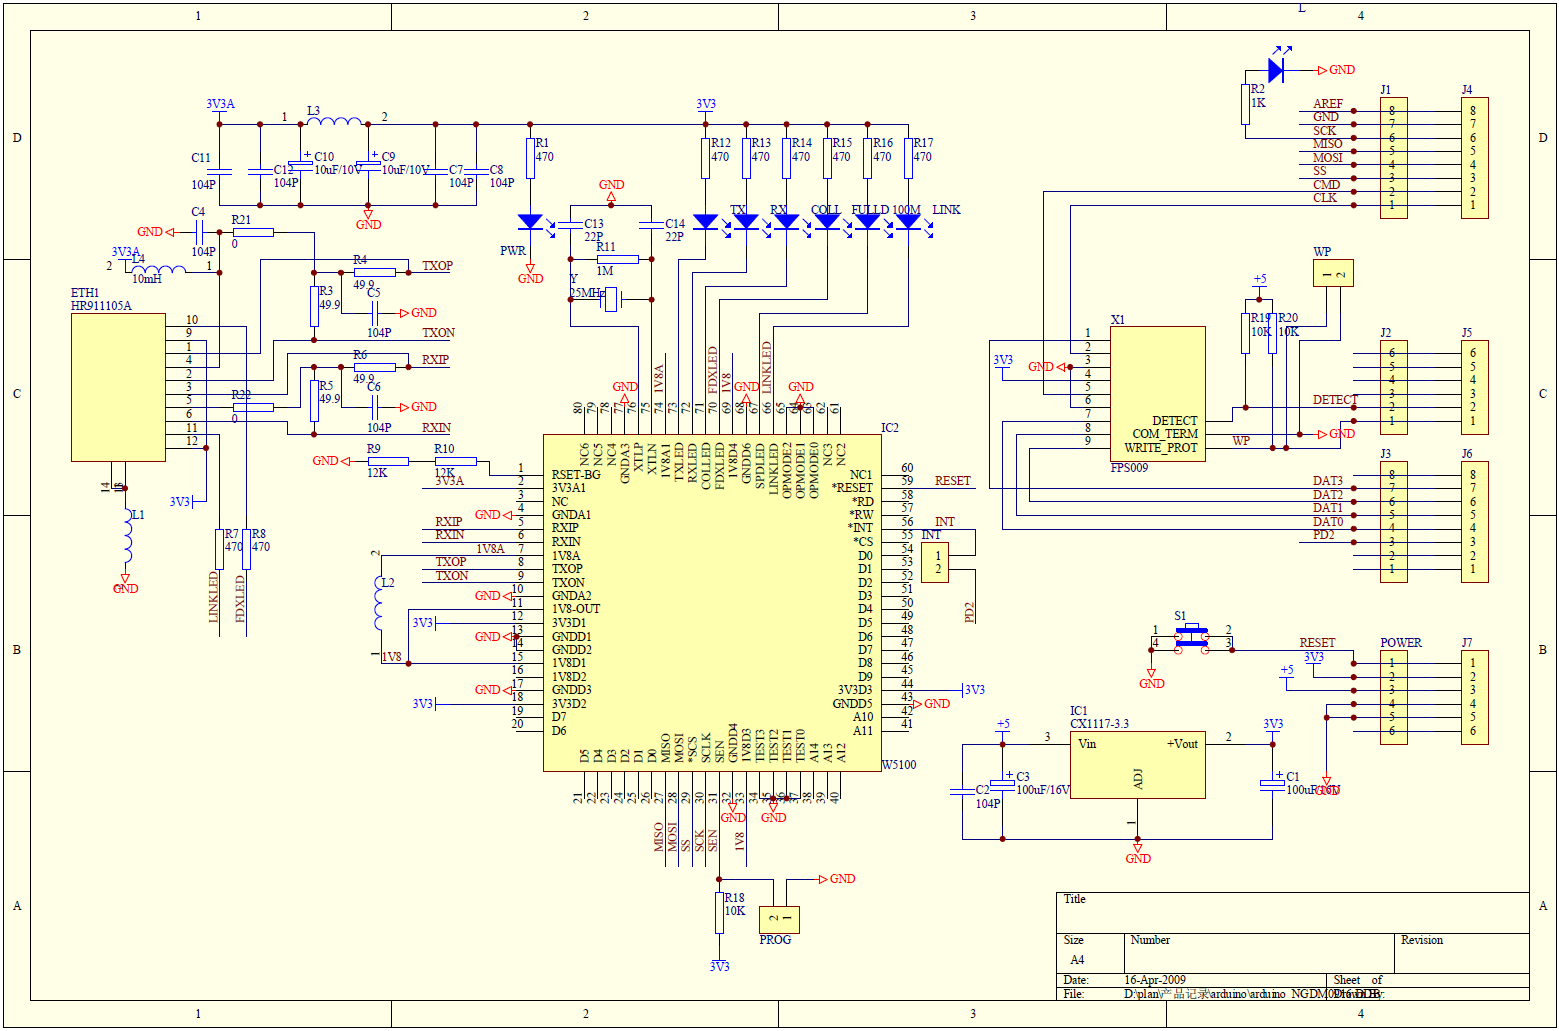 1 2 3 L 4
D C B A
3V3A 1 L3 2 3V3
C11 104P C12 104P C10 10uF/10V C9 10uF/10V C7 104P C8 104P
GND
R1 470 PWR GND
R12 470 R13 470 R14 470 R15 470 R16 470 R17 470
TX RX COLL FULLD 100M LINK
GND C13 22P C14 22P R11 1M Y 25MHz
GND C4 104P R21 0
3V3A 2 L4 10mH 1
ETH1
HR911105A
10
9
1
4
2
3
5
6
11
12
14 13
L1
GND
3V3
R4 49.9 TXOP
R3 49.9 C5 104P GND
TXON
R6 49.9 RXIP
R5 49.9 C6 104P GND
R22 0
RXIN
GND R9 12K R10 12K
R7 470 R8 470
LINKLED FDXLED
2 L2 1
1V8A
1V8
IC2
W5100
80 79 78 77 76 75 74 73 72 71 70 69 68 67 66 65 64 63 62 61
NC6 NC5 NC4 GNDA3 XTLP XTLN 1V8A1 TXLED RXLED COLLED FDXLED 1V8D4 GNDD6 SPDLED LINKLED OPMODE2 OPMODE1 OPMODE0 NC3 NC2
GND 1V8A FDXLED 1V8 GND LINKLED GND
1 RSET-BG
3V3A 2 3V3A1
3 NC
GND 4 GNDA1
RXIP 5 RXIP
RXIN 6 RXIN
1V8A 7 1V8A
TXOP 8 TXOP
TXON 9 TXON
GND 10 GNDA2
11 1V8-OUT
3V3 12 3V3D1
GND 13 GNDD1
14 GNDD2
15 1V8D1
16 1V8D2
GND 17 GNDD3
3V3 18 3V3D2
19 D7
20 D6
NC1 60
*RESET 59 RESET
*RD 58
*RW 57
*INT 56 INT
*CS 55
D0 54
D1 53
D2 52
D3 51
D4 50
D5 49
D6 48
D7 47
D8 46
D9 45
3V3D3 44 3V3
GNDD5 43 GND
A10 42
A11 41
INT
1
2
PD2
D5 D4 D3 D2 D1 D0 MISO MOSI *SCS SCLK SEN GNDD4 1V8D3 TEST3 TEST2 TEST1 TEST0 A14 A13 A12
21 22 23 24 25 26 27 28 29 30 31 32 33 34 35 36 37 38 39 40
MISO MOSI SS SCK SEN GND 1V8 GND
R18 10K 3V3
2 1 GND
PROG
R2 1K GND
J1 J4
AREF 8 8
GND 7 7
SCK 6 6
MISO 5 5
MOSI 4 4
SS 3 3
CMD 2 2
CLK 1 1
WP
1 2
+5
R19 10K R20 10K
X1
1
2
GND 3
3V3 4
5
6
7
8
9
DETECT
COM_TERM
WRITE_PROT
FPS009
DETECT
GND
WP
J2 J5
6 6
5 5
4 4
3 3
2 2
1 1
J3 J6
8 8
DAT3 7 7
DAT2 6 6
DAT1 5 5
DAT0 4 4
PD2 3 3
2 2
1 1
S1
1 2
4 3
GND
RESET
3V3
+5
POWER J7
1 1
2 2
3 3
4 4
5 5
6 6
GND
IC1
CX1117-3.3
+5 3 Vin +Vout 2 3V3
ADJ
1
C2 104P C3 100uF/16V C1 100uF/16V
GND
Title
Size Number Revision
A4
Date: 16-Apr-2009 Sheet of
File: D:\plan\产品记录\arduino\arduino_NGDM0916.DDB Drawn By:
1 2 3 4
D C B A